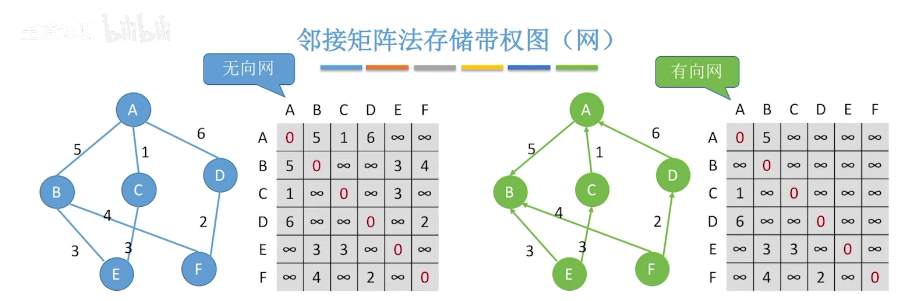 bilibili
邻接矩阵法存储带权图（网）
无向网
有向网
A
5
1
6
B
C
D
4
2
3
3
E
F
A B C D E F
A 0 5 1 6 ∞ ∞
B 5 0 ∞ ∞ 3 4
C 1 ∞ 0 ∞ 3 ∞
D 6 ∞ ∞ 0 ∞ 2
E ∞ 3 3 ∞ 0 ∞
F ∞ 4 ∞ 2 ∞ 0
A
5
1
6
B
C
D
4
2
3
3
E
F
A B C D E F
A 0 5 ∞ ∞ ∞ ∞
B ∞ 0 ∞ ∞ ∞ ∞
C 1 ∞ 0 ∞ ∞ ∞
D 6 ∞ ∞ 0 ∞ ∞
E ∞ 3 3 ∞ 0 ∞
F ∞ 4 ∞ 2 ∞ 0